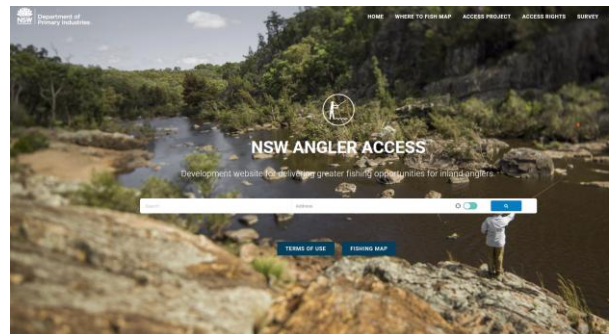 NSW
Department of
Primary Industries
HOME WHERE TO FISH MAP ACCESS PROJECT ACCESS RIGHTS SURVEY
NSW ANGLER ACCESS
Development website for delivering greater fishing opportunities for inland anglers.
Search Address
TERMS OF USE FISHING MAP